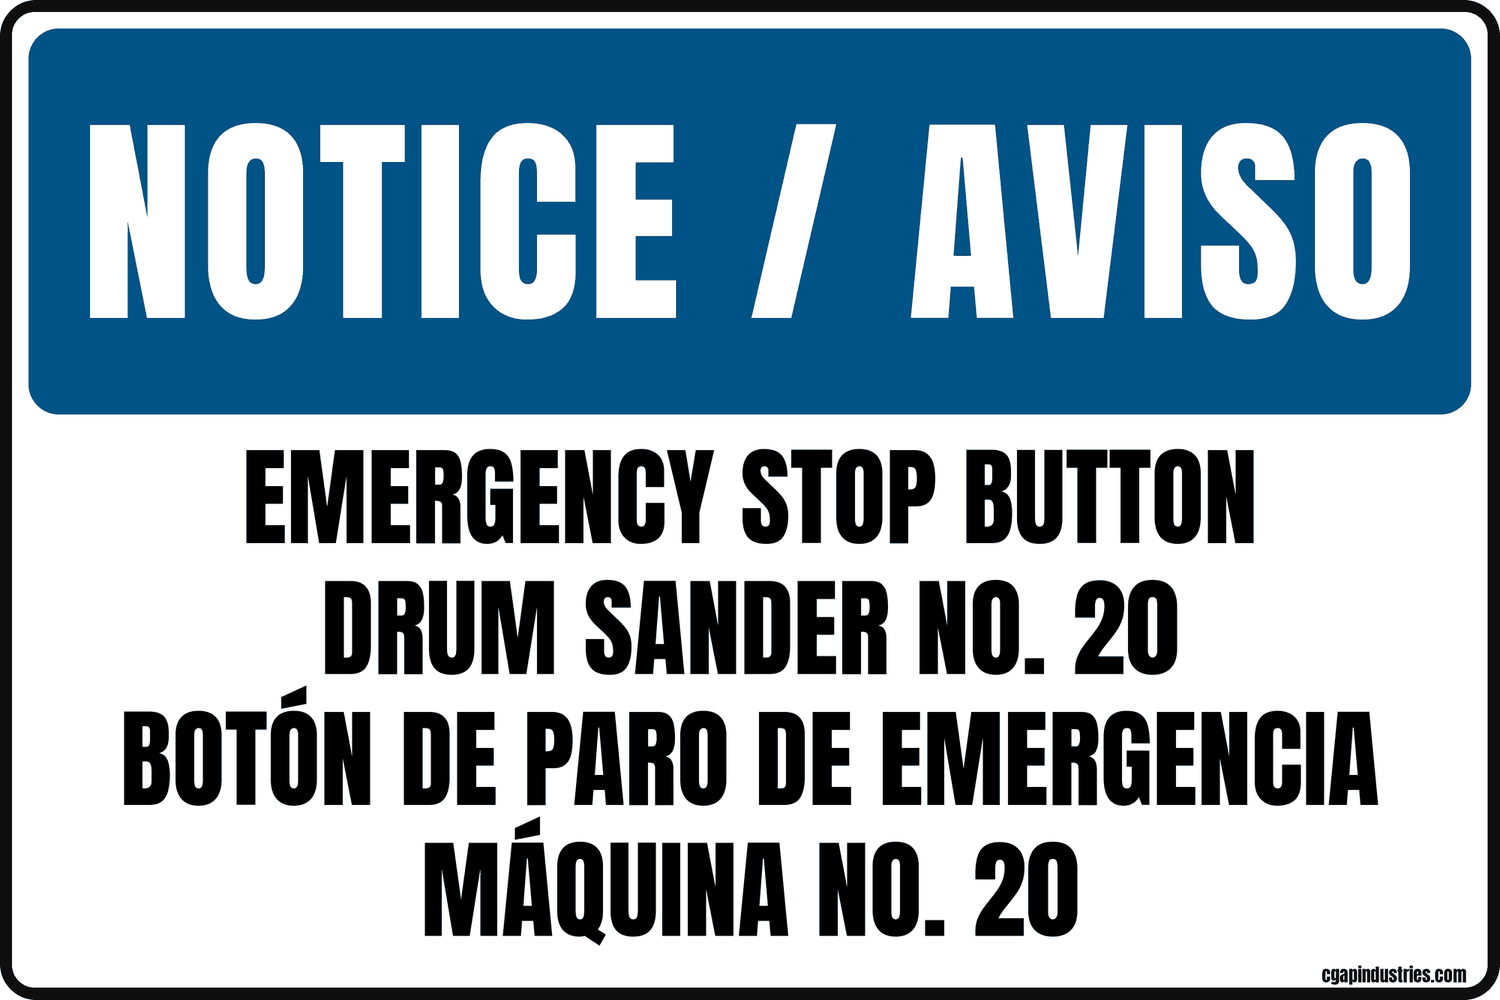 NOTICE / AVISO
EMERGENCY STOP BUTTON
DRUM SANDER NO. 20
BOTÓN DE PARO DE EMERGENCIA
MÁQUINA NO. 20
cgapindustries.com